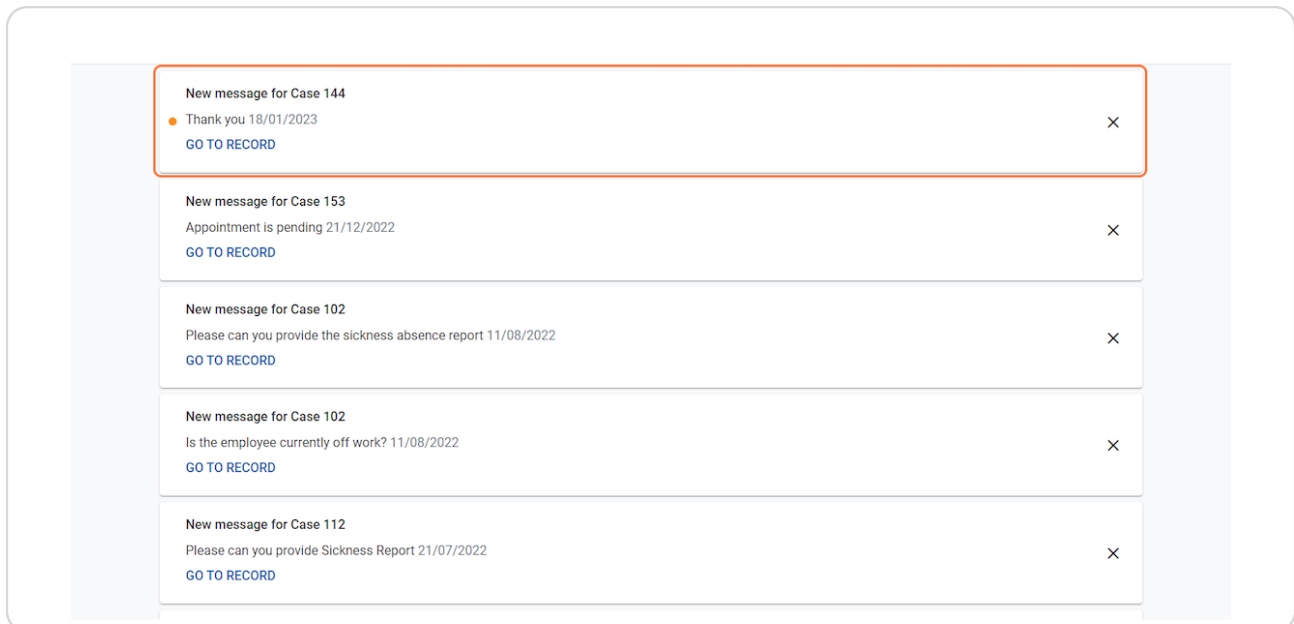 New message for Case 144
Thank you 18/01/2023
GO TO RECORD
New message for Case 153
Appointment is pending 21/12/2022
GO TO RECORD
New message for Case 102
Please can you provide the sickness absence report 11/08/2022
GO TO RECORD
New message for Case 102
Is the employee currently off work? 11/08/2022
GO TO RECORD
New message for Case 112
Please can you provide Sickness Report 21/07/2022
GO TO RECORD